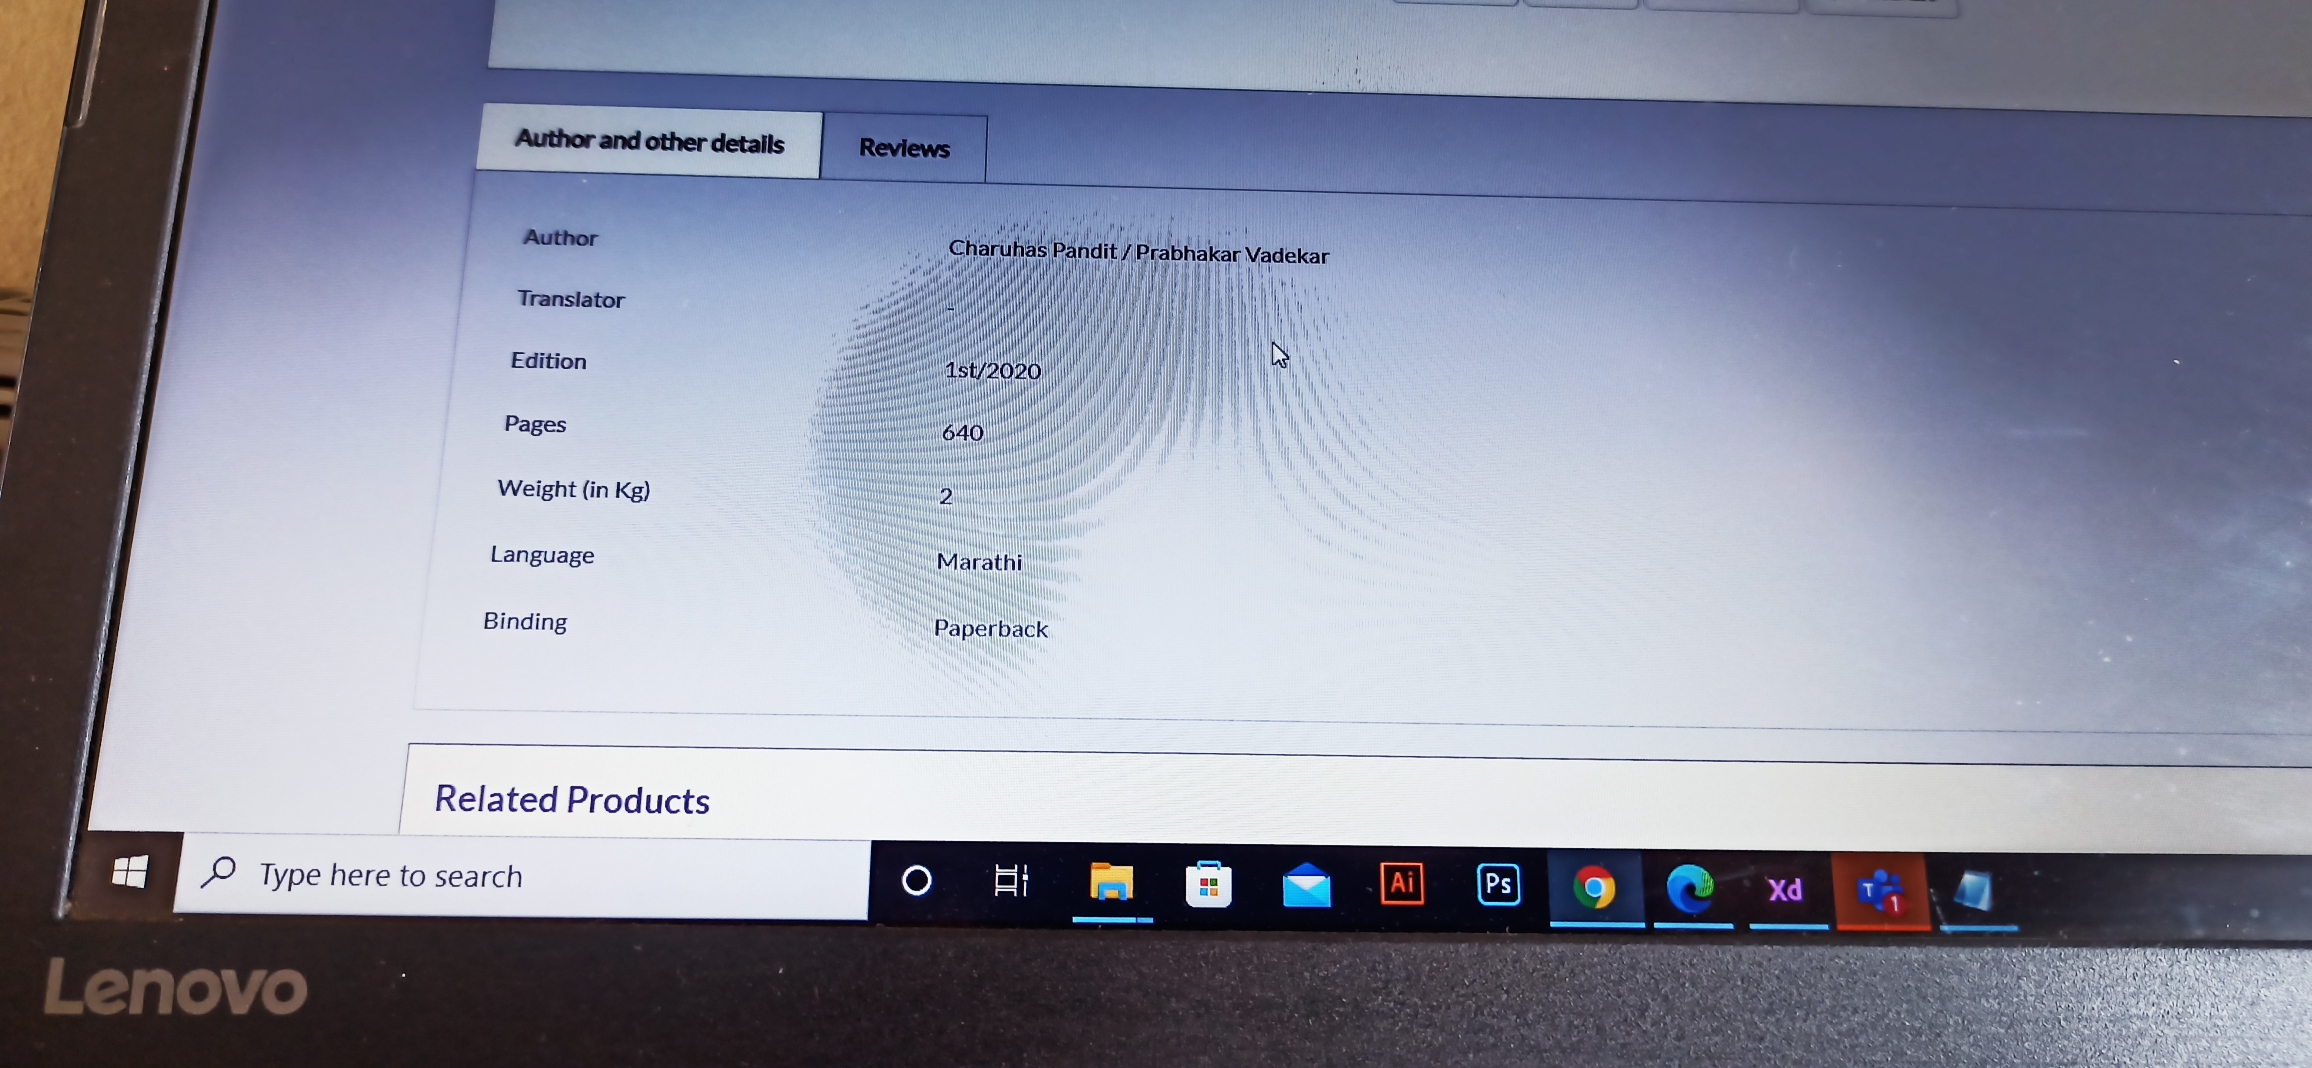 Author and other details Reviews
Author Charuhas Pandit / Prabhakar Vadekar
Translator -
Edition 1st/2020
Pages 640
Weight (in Kg) 2
Language Marathi
Binding Paperback
Related Products
Type here to search Ai Ps Xd T 1
Lenovo